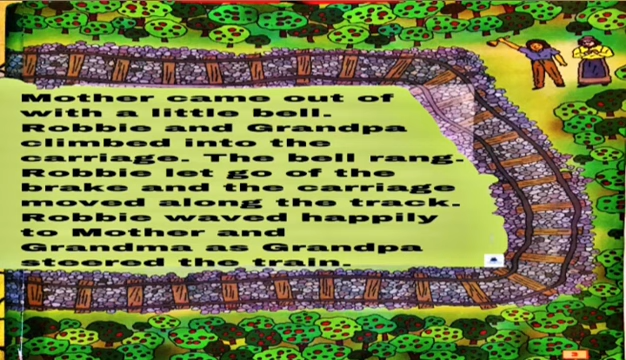 Mother came out of
with a little bell.
Robbie and Grandpa
climbed into the
carriage. The bell rang.
Robbie let go of the
brake and the carriage
moved along the track.
Robbie waved happily
to Mother and
Grandma as Grandpa
steered the train.